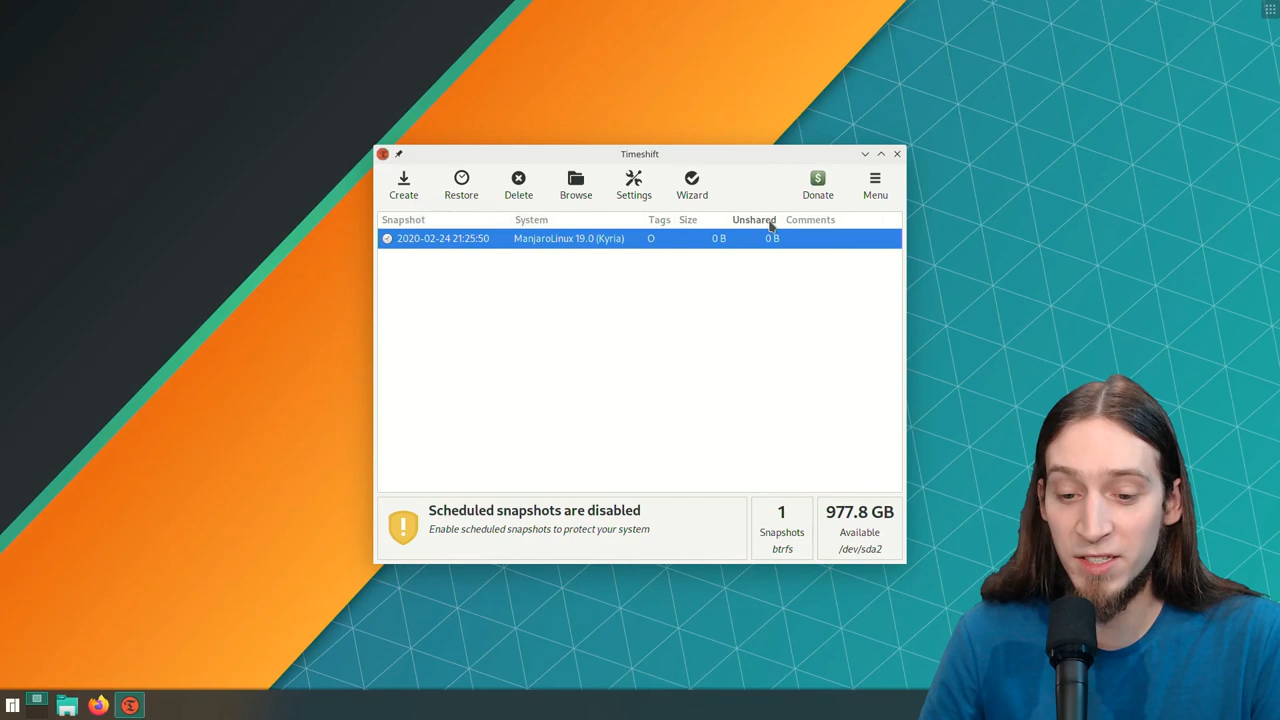 Timeshift
Create Restore Delete Browse Settings Wizard Donate Menu
Snapshot System Tags Size Unshared Comments
2020-02-24 21:25:50 ManjaroLinux 19.0 (Kyria) O 0 B 0 B
Scheduled snapshots are disabled
Enable scheduled snapshots to protect your system
1
Snapshots
btrfs
977.8 GB
Available
/dev/sda2